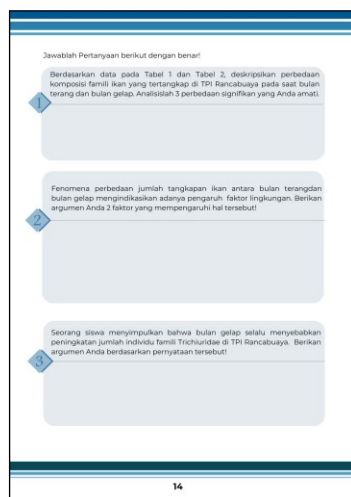 Jawablah Pertanyaan berikut dengan benar!
Berdasarkan data pada Tabel 1 dan Tabel 2, deskripsikan perbedaan
komposisi famili ikan yang tertangkap di TPI Rancabuaya pada saat bulan
terang dan bulan gelap. Analisislah 3 perbedaan signifikan yang Anda amati.
1
Fenomena perbedaan jumlah tangkapan ikan antara bulan terangdan
bulan gelap mengindikasikan adanya pengaruh faktor lingkungan. Berikan
argumen Anda 2 faktor yang mempengaruhi hal tersebut!
2
Seorang siswa menyimpulkan bahwa bulan gelap selalu menyebabkan
peningkatan jumlah individu famili Trichiuridae di TPI Rancabuaya. Berikan
argumen Anda berdasarkan pernyataan tersebut!
3
14